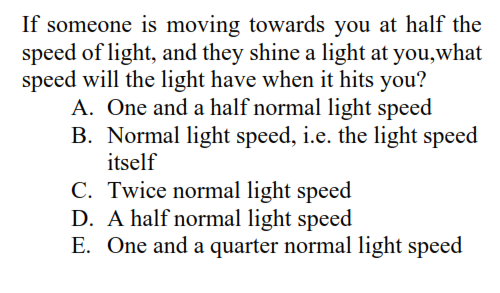 If someone is moving towards you at half the
speed of light, and they shine a light at you,what
speed will the light have when it hits you?
A. One and a half normal light speed
B. Normal light speed, i.e. the light speed
itself
C. Twice normal light speed
D. A half normal light speed
E. One and a quarter normal light speed